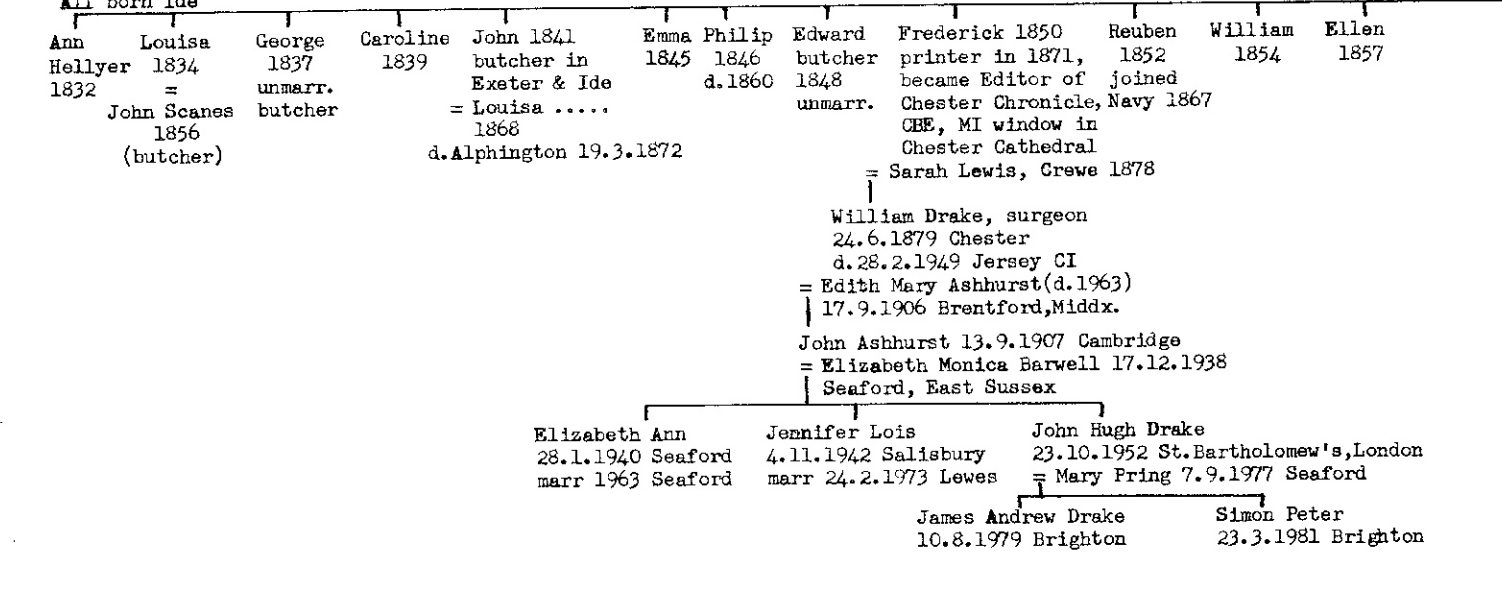 All born Ide
Ann
Hellyer
1832
Louisa
1834
=
John Scanes
1856
(butcher)
George
1837
unmarr.
butcher
Caroline
1839
John 1841
butcher in
Exeter & Ide
= Louisa .....
1868
d.Alphington 19.3.1872
Emma
1845
Philip
1846
d.1860
Edward
butcher
1848
unmarr.
Frederick 1850
printer in 1871,
became Editor of
Chester Chronicle,
CBE, MI window in
Chester Cathedral
= Sarah Lewis, Crewe 1878
Reuben
1852
joined
Navy 1867
William
1854
Ellen
1857
William Drake, surgeon
24.6.1879 Chester
d.28.2.1949 Jersey CI
= Edith Mary Ashhurst(d.1963)
17.9.1906 Brentford,Middx.
John Ashhurst 13.9.1907 Cambridge
= Elizabeth Monica Barwell 17.12.1938
Seaford, East Sussex
Elizabeth Ann
28.1.1940 Seaford
marr 1963 Seaford
Jennifer Lois
4.11.1942 Salisbury
marr 24.2.1973 Lewes
John Hugh Drake
23.10.1952 St.Bartholomew's,London
= Mary Pring 7.9.1977 Seaford
James Andrew Drake
10.8.1979 Brighton
Simon Peter
23.3.1981 Brighton